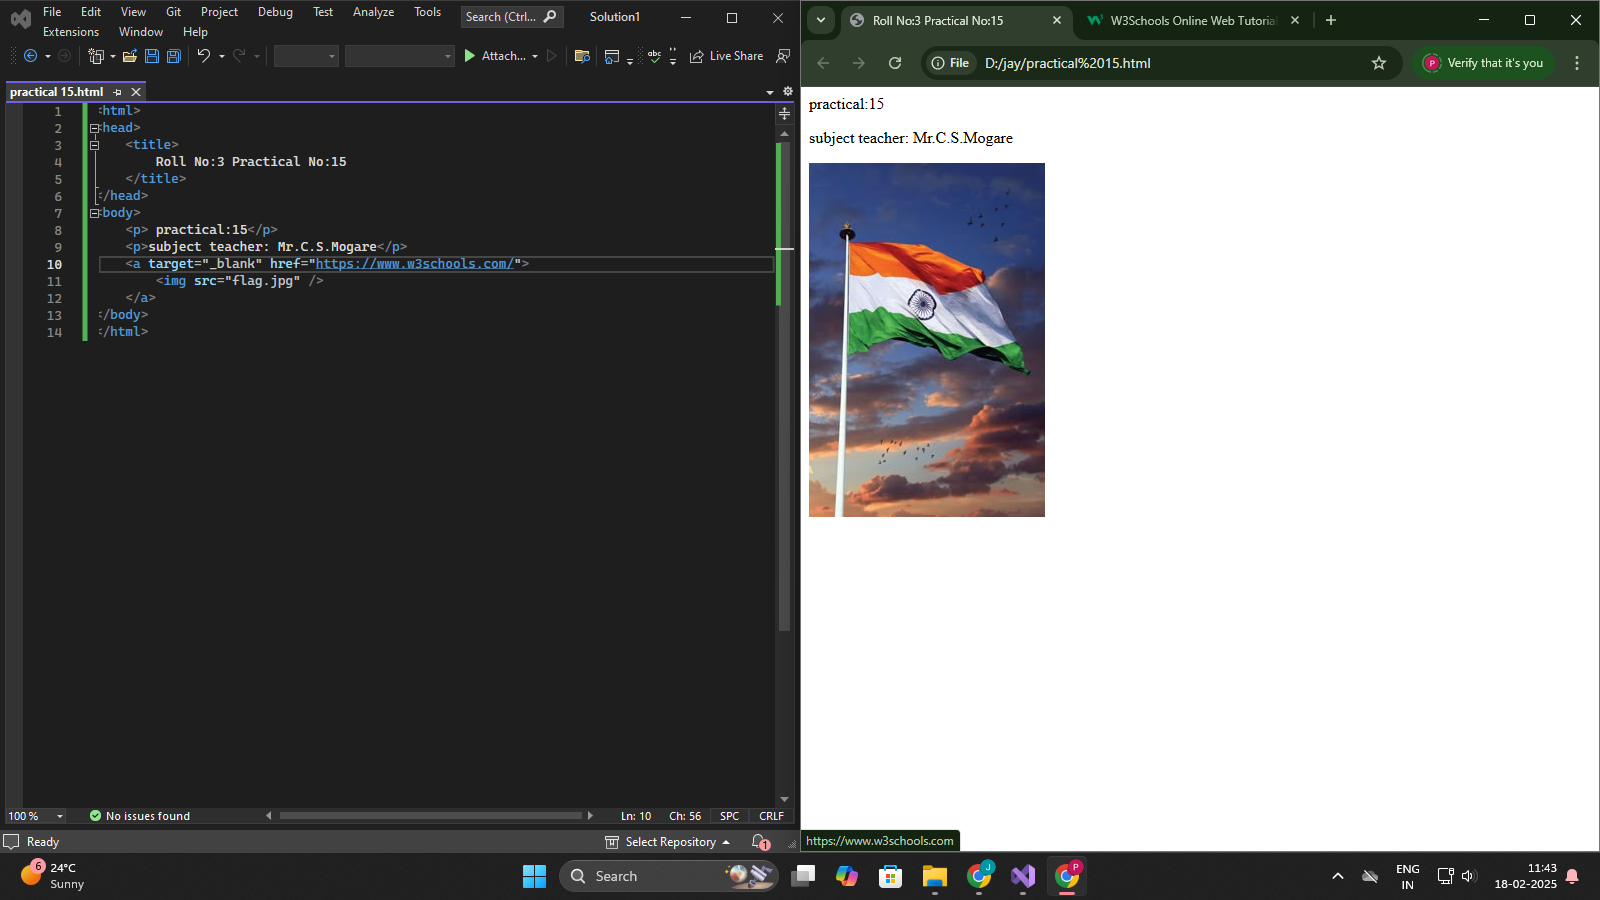 File Edit View Git Project Debug Test Analyze Tools Search (Ctrl... Solution1
Extensions Window Help
Attach... Live Share
practical 15.html
1 <html>
2 <head>
3 <title>
4 Roll No:3 Practical No:15
5 </title>
6 </head>
7 <body>
8 <p> practical:15</p>
9 <p>subject teacher: Mr.C.S.Mogare</p>
10 <a target="_blank" href="https://www.w3schools.com/">
11 <img src="flag.jpg" />
12 </a>
13 </body>
14 </html>
100 % No issues found Ln: 10 Ch: 56 SPC CRLF
Ready Select Repository 1
Roll No:3 Practical No:15 W3Schools Online Web Tutorial
File D:/jay/practical%2015.html P Verify that it's you
practical:15
subject teacher: Mr.C.S.Mogare
https://www.w3schools.com
6 24°C
Sunny
Search
J P
ENG
IN
11:43
18-02-2025